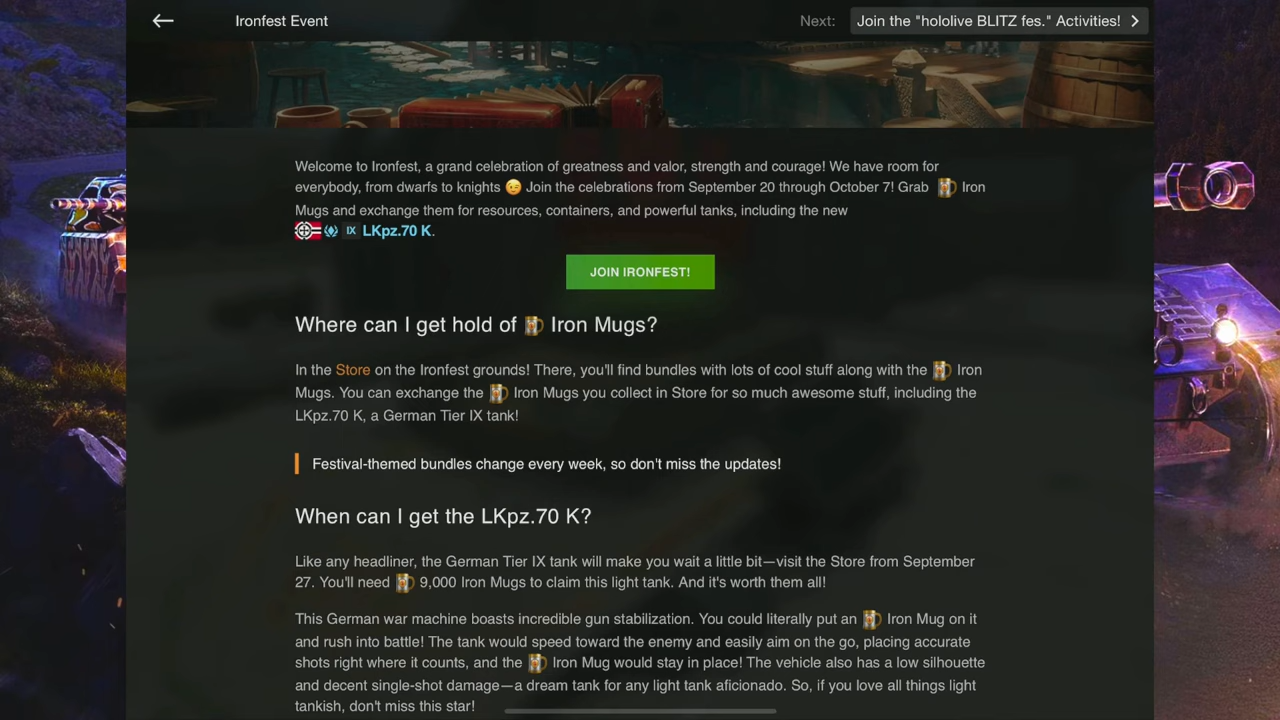 Ironfest Event
Next:
Join the "hololive BLITZ fes." Activities!
Welcome to Ironfest, a grand celebration of greatness and valor, strength and courage! We have room for
everybody, from dwarfs to knights 😉 Join the celebrations from September 20 through October 7! Grab Iron
Mugs and exchange them for resources, containers, and powerful tanks, including the new
IX LKpz.70 K.
JOIN IRONFEST!
Where can I get hold of Iron Mugs?
In the Store on the Ironfest grounds! There, you'll find bundles with lots of cool stuff along with the Iron
Mugs. You can exchange the Iron Mugs you collect in Store for so much awesome stuff, including the
LKpz.70 K, a German Tier IX tank!
Festival-themed bundles change every week, so don't miss the updates!
When can I get the LKpz.70 K?
Like any headliner, the German Tier IX tank will make you wait a little bit—visit the Store from September
27. You'll need 9,000 Iron Mugs to claim this light tank. And it's worth them all!
This German war machine boasts incredible gun stabilization. You could literally put an Iron Mug on it
and rush into battle! The tank would speed toward the enemy and easily aim on the go, placing accurate
shots right where it counts, and the Iron Mug would stay in place! The vehicle also has a low silhouette
and decent single-shot damage—a dream tank for any light tank aficionado. So, if you love all things light
tankish, don't miss this star!